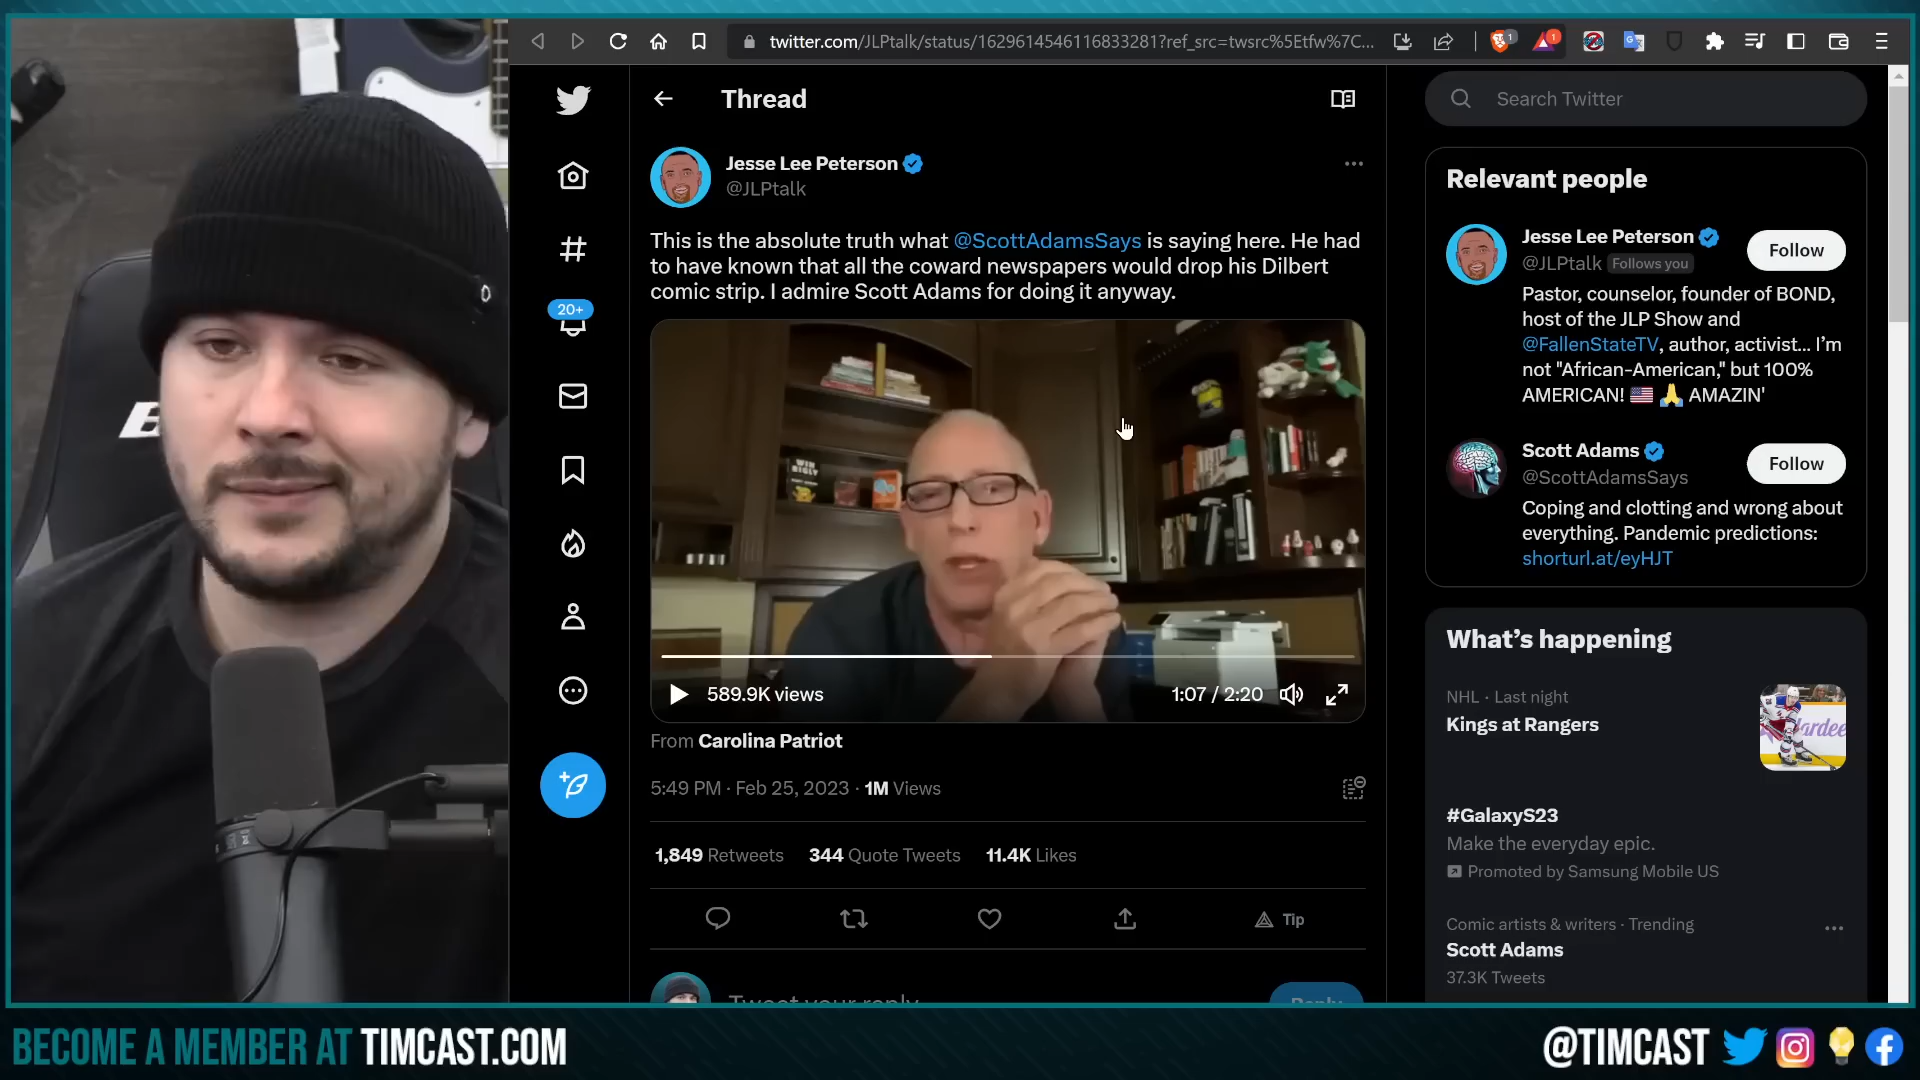 twitter.com/JLPtalk/status/1629614546116833281?ref_src=twsrc%5Etfw%7C...
Thread
Search Twitter
Jesse Lee Peterson
@JLPtalk
This is the absolute truth what @ScottAdamsSays is saying here. He had
to have known that all the coward newspapers would drop his Dilbert
comic strip. I admire Scott Adams for doing it anyway.
20+
WIN
BIGLY
589.9K views
1:07 / 2:20
From Carolina Patriot
5:49 PM · Feb 25, 2023 · 1M Views
1,849 Retweets 344 Quote Tweets 11.4K Likes
Tip
Tweet your reply
Reply
Relevant people
Jesse Lee Peterson
@JLPtalk Follows you
Follow
Pastor, counselor, founder of BOND,
host of the JLP Show and
@FallenStateTV, author, activist... I’m
not "African-American," but 100%
AMERICAN! 🇺🇸 🙏 AMAZIN'
Scott Adams
@ScottAdamsSays
Follow
Coping and clotting and wrong about
everything. Pandemic predictions:
shorturl.at/eyHJT
What’s happening
NHL · Last night
Kings at Rangers
#GalaxyS23
Make the everyday epic.
Promoted by Samsung Mobile US
Comic artists & writers · Trending
Scott Adams
37.3K Tweets
BECOME A MEMBER AT TIMCAST.COM
@TIMCAST